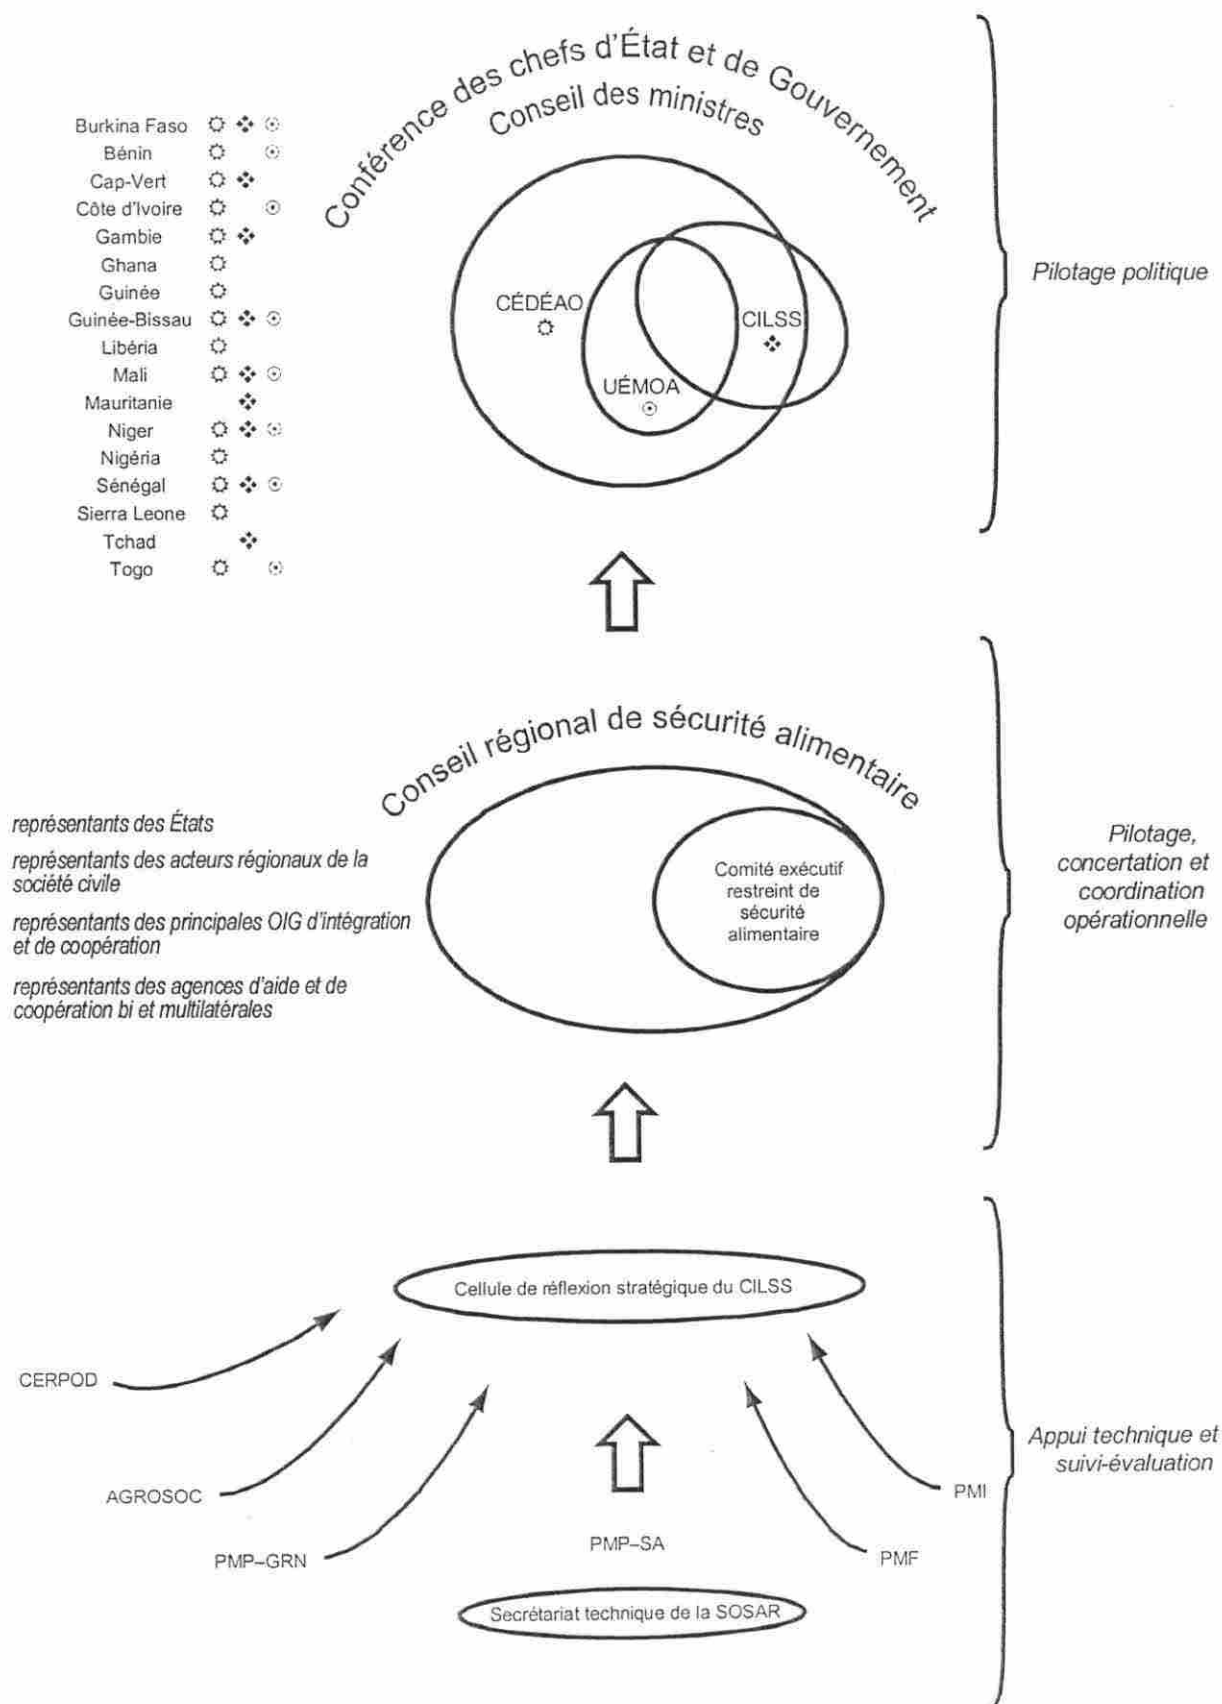 Conférence des chefs d'État et de Gouvernement
Conseil des ministres
Burkina Faso
Bénin
Cap-Vert
Côte d'Ivoire
Gambie
Ghana
Guinée
Guinée-Bissau
Libéria
Mali
Mauritanie
Niger
Nigéria
Sénégal
Sierra Leone
Tchad
Togo
CÉDÉAO
CILSS
UÉMOA
Pilotage politique
Conseil régional de sécurité alimentaire
représentants des États
représentants des acteurs régionaux de la
société civile
représentants des principales OIG d'intégration
et de coopération
représentants des agences d'aide et de
coopération bi et multilatérales
Comité exécutif
restreint de
sécurité
alimentaire
Pilotage,
concertation et
coordination
opérationnelle
Cellule de réflexion stratégique du CILSS
CERPOD
AGROSOC
PMP–GRN
PMP–SA
PMF
PMI
Secrétariat technique de la SOSAR
Appui technique et
suivi-évaluation